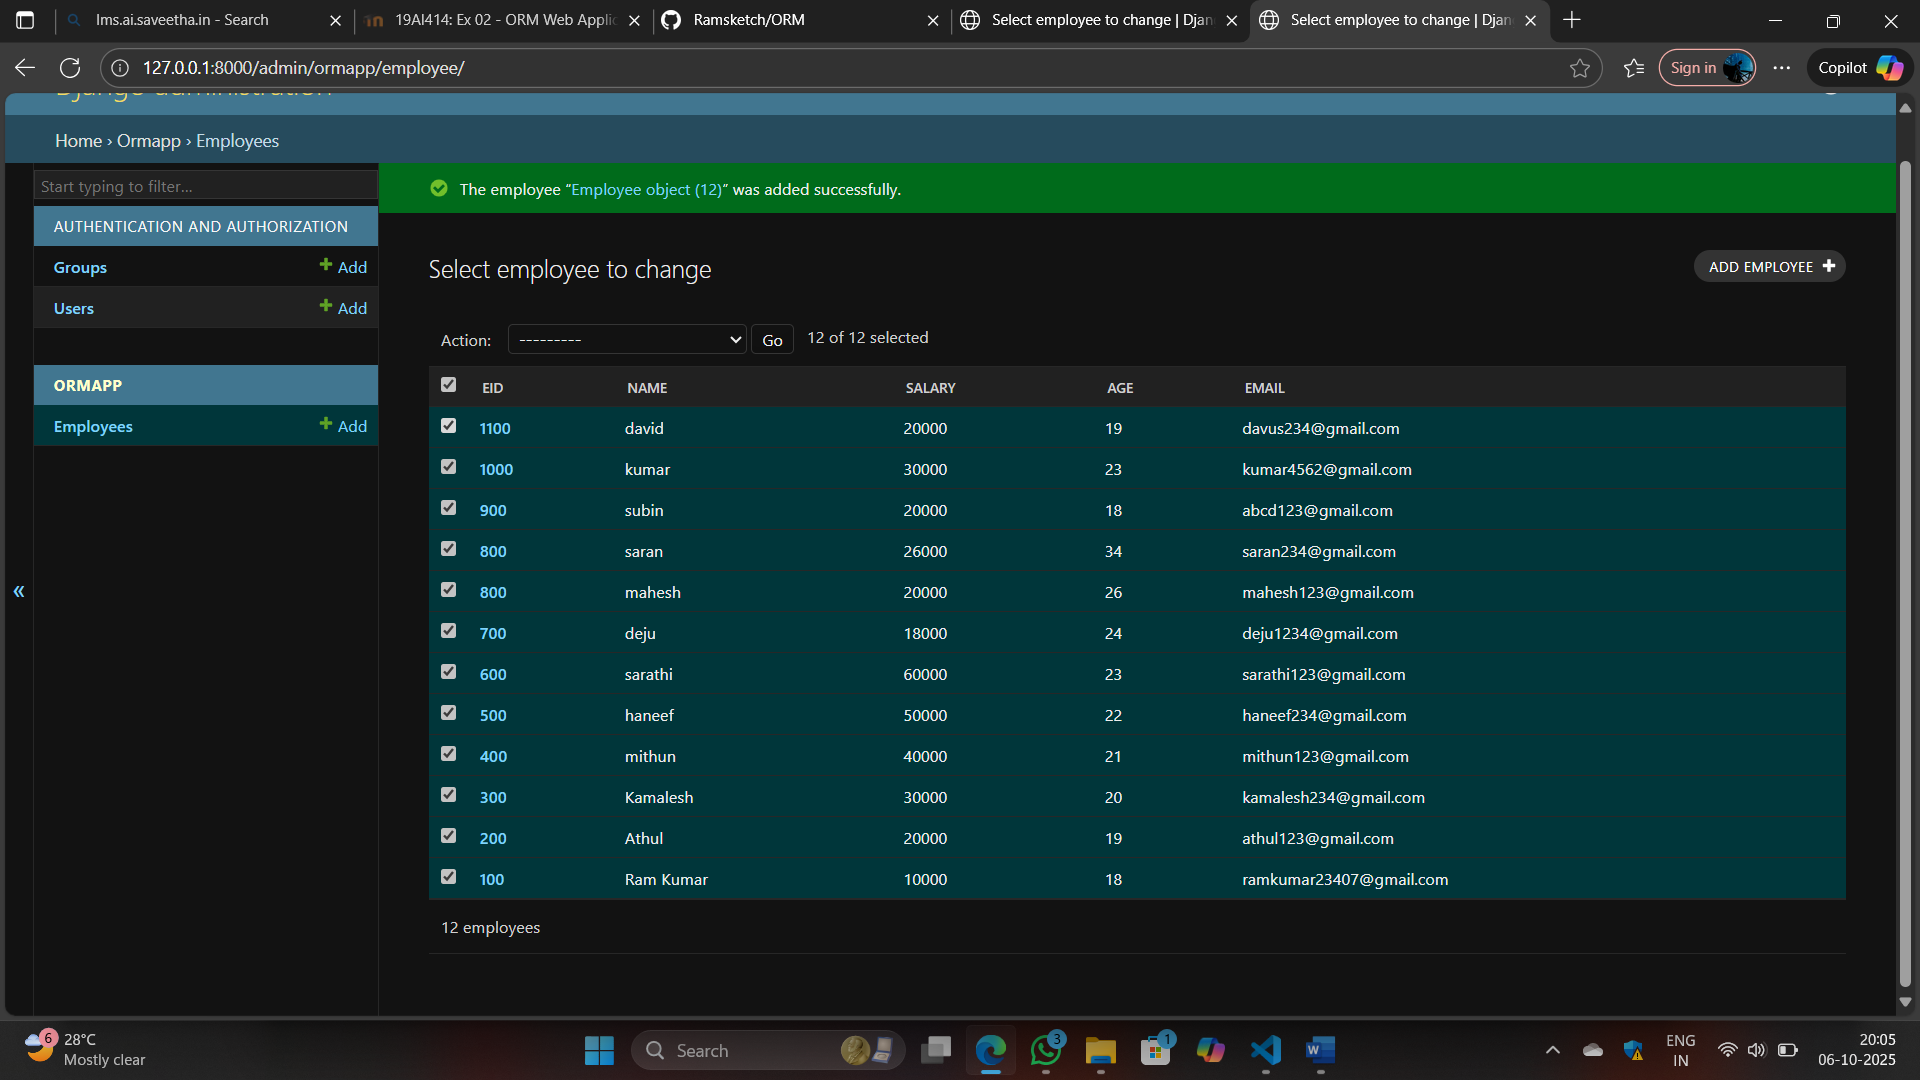 lms.ai.saveetha.in - Search
19AI414: Ex 02 - ORM Web Applic
Ramsketch/ORM
Select employee to change | Djan
Select employee to change | Djan
127.0.0.1:8000/admin/ormapp/employee/
Sign in
Copilot
Django administration
Home › Ormapp › Employees
Start typing to filter...
AUTHENTICATION AND AUTHORIZATION
Groups + Add
Users + Add
ORMAPP
Employees + Add
«
The employee “Employee object (12)” was added successfully.
Select employee to change
ADD EMPLOYEE +
Action: --------- Go 12 of 12 selected
EID NAME SALARY AGE EMAIL
1100 david 20000 19 davus234@gmail.com
1000 kumar 30000 23 kumar4562@gmail.com
900 subin 20000 18 abcd123@gmail.com
800 saran 26000 34 saran234@gmail.com
800 mahesh 20000 26 mahesh123@gmail.com
700 deju 18000 24 deju1234@gmail.com
600 sarathi 60000 23 sarathi123@gmail.com
500 haneef 50000 22 haneef234@gmail.com
400 mithun 40000 21 mithun123@gmail.com
300 Kamalesh 30000 20 kamalesh234@gmail.com
200 Athul 20000 19 athul123@gmail.com
100 Ram Kumar 10000 18 ramkumar23407@gmail.com
12 employees
6
28°C
Mostly clear
Search
3
1
ENG
IN
20:05
06-10-2025